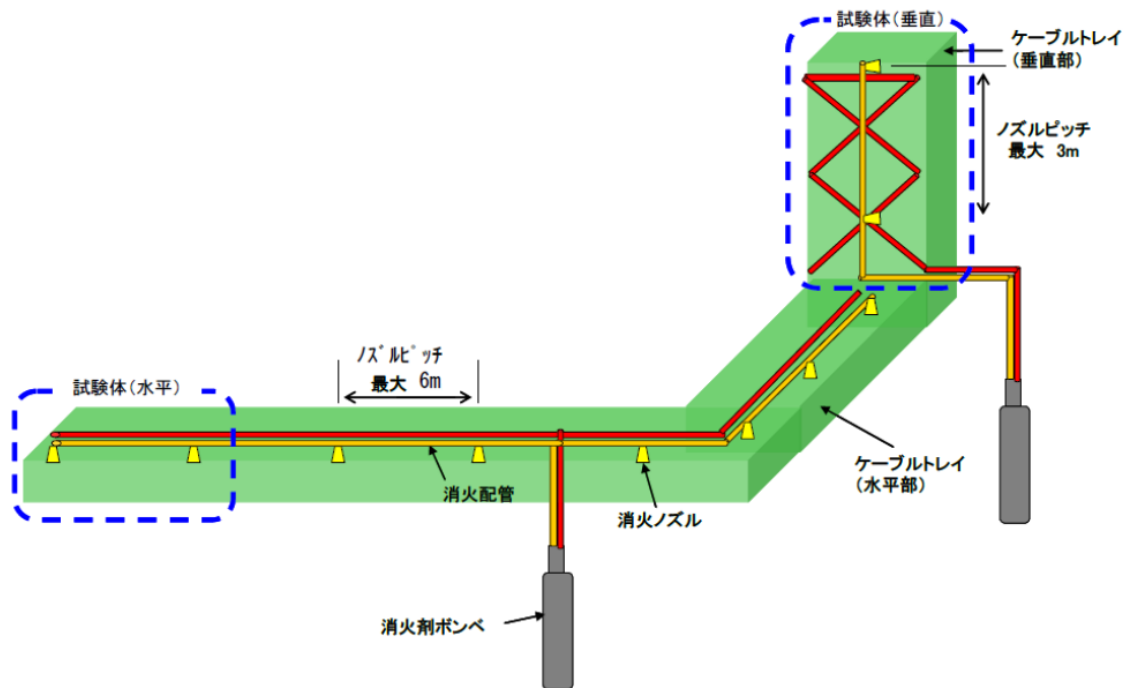 試験体(垂直)
ケーブルトレイ
(垂直部)
ノズルピッチ
最大 3m
ノズルピッチ
最大 6m
試験体(水平)
ケーブルトレイ
(水平部)
消火配管
消火ノズル
消火剤ボンベ